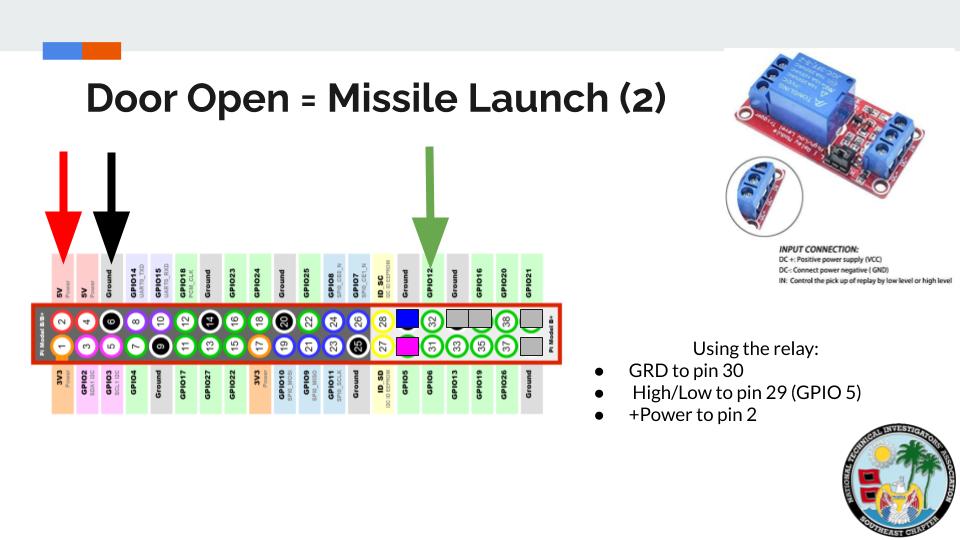 Door Open = Missile Launch (2)
INPUT CONNECTION:
DC +: Positive power supply (VCC)
DC-: Connect power negative ( GND)
IN: Control the pick up of relay by low level or high level
5V Power
5V Power
Ground
GPIO14 UART0_TXD
GPIO15 UART0_RXD
GPIO18 PCM_CLK
Ground
GPIO23
GPIO24
Ground
GPIO25
GPIO8 SPI0_CE0_N
GPIO7 SPI0_CE1_N
ID SC I2C ID EEPROM
Ground
GPIO12
Ground
GPIO16
GPIO20
GPIO21
Pi Model B/B+
2 4 6 8 10 12 14 16 18 20 22 24 26 28 32 38
1 3 5 7 9 11 13 15 17 19 21 23 25 27 31 33 35 37
Pi Model B+
3V3 Power
GPIO2 SDA1 I2C
GPIO3 SCL1 I2C
GPIO4
Ground
GPIO17
GPIO27
GPIO22
3V3 Power
GPIO10 SPI0_MOSI
GPIO9 SPI0_MISO
GPIO11 SPI0_SCLK
Ground
ID SD I2C ID EEPROM
GPIO5
GPIO6
GPIO13
GPIO19
GPIO26
Ground
Using the relay:
● GRD to pin 30
● High/Low to pin 29 (GPIO 5)
● +Power to pin 2
NATIONAL TECHNICAL INVESTIGATORS' ASSOCIATION
SOUTHEAST CHAPTER